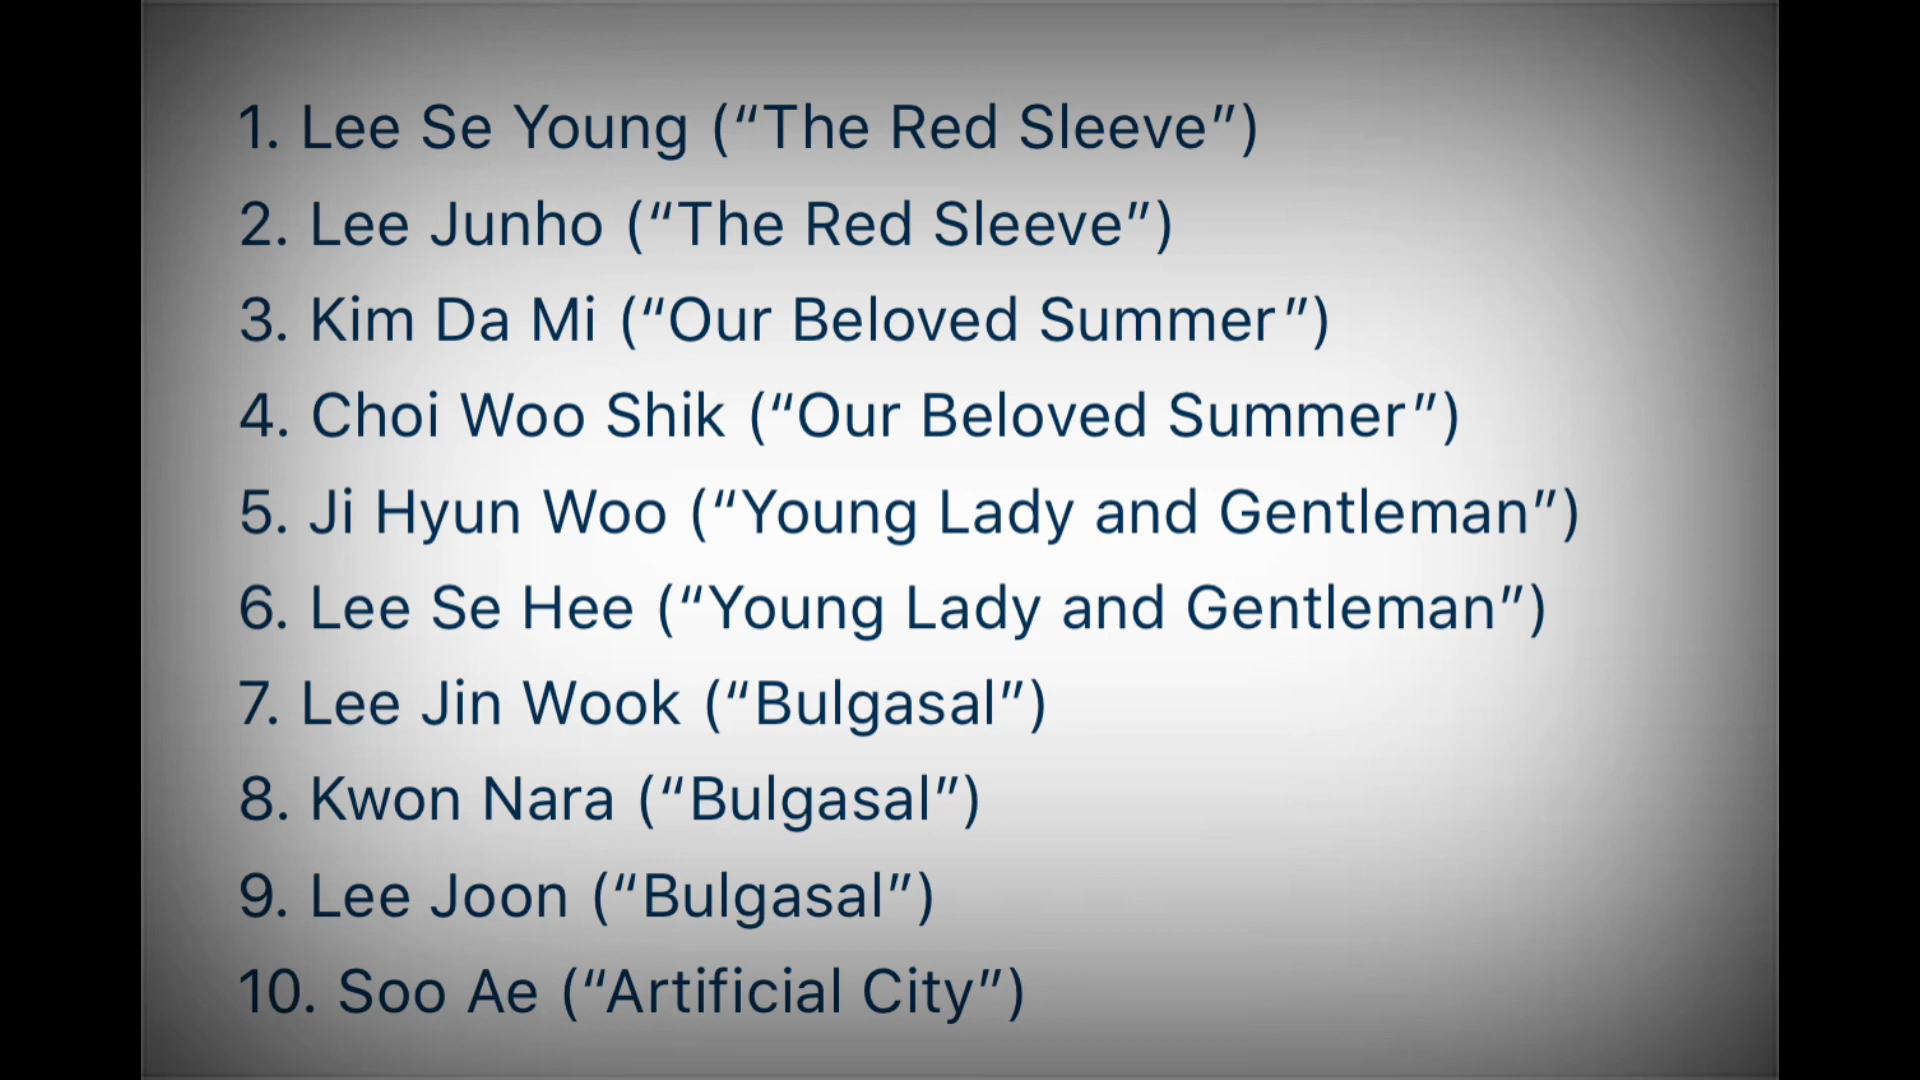 1. Lee Se Young (“The Red Sleeve”)
2. Lee Junho (“The Red Sleeve”)
3. Kim Da Mi (“Our Beloved Summer”)
4. Choi Woo Shik (“Our Beloved Summer”)
5. Ji Hyun Woo (“Young Lady and Gentleman”)
6. Lee Se Hee (“Young Lady and Gentleman”)
7. Lee Jin Wook (“Bulgasal”)
8. Kwon Nara (“Bulgasal”)
9. Lee Joon (“Bulgasal”)
10. Soo Ae (“Artificial City”)